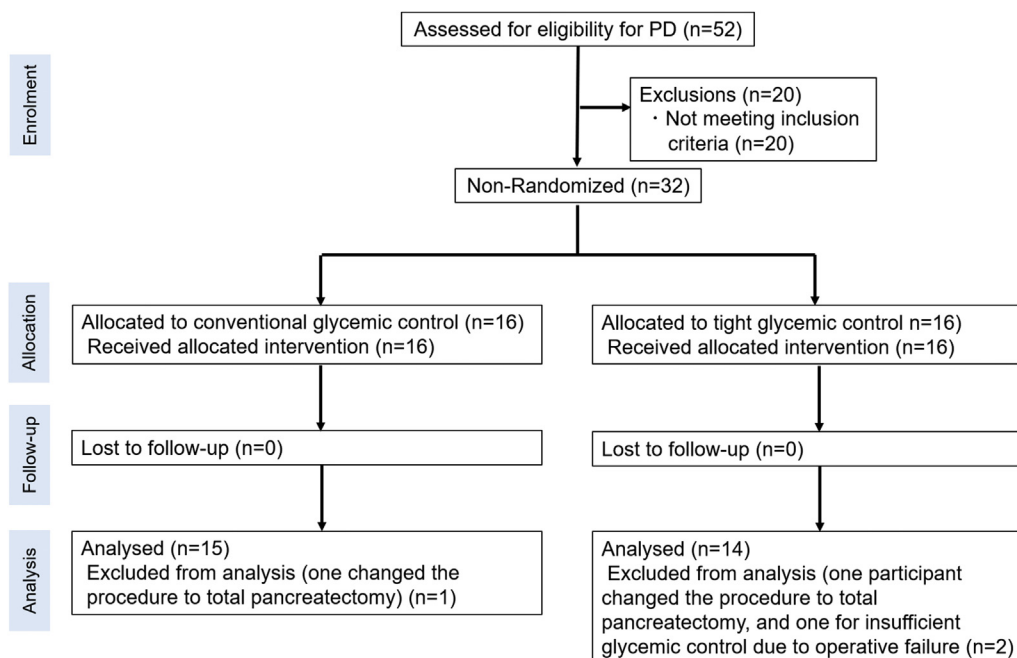 Assessed for eligibility for PD (n=52)
Enrolment
Exclusions (n=20)
・Not meeting inclusion
criteria (n=20)
Non-Randomized (n=32)
Allocation
Allocated to conventional glycemic control (n=16)
Received allocated intervention (n=16)
Allocated to tight glycemic control n=16)
Received allocated intervention (n=16)
Follow-up
Lost to follow-up (n=0)
Lost to follow-up (n=0)
Analysis
Analysed (n=15)
Excluded from analysis (one changed the
procedure to total pancreatectomy) (n=1)
Analysed (n=14)
Excluded from analysis (one participant
changed the procedure to total
pancreatectomy, and one for insufficient
glycemic control due to operative failure (n=2)